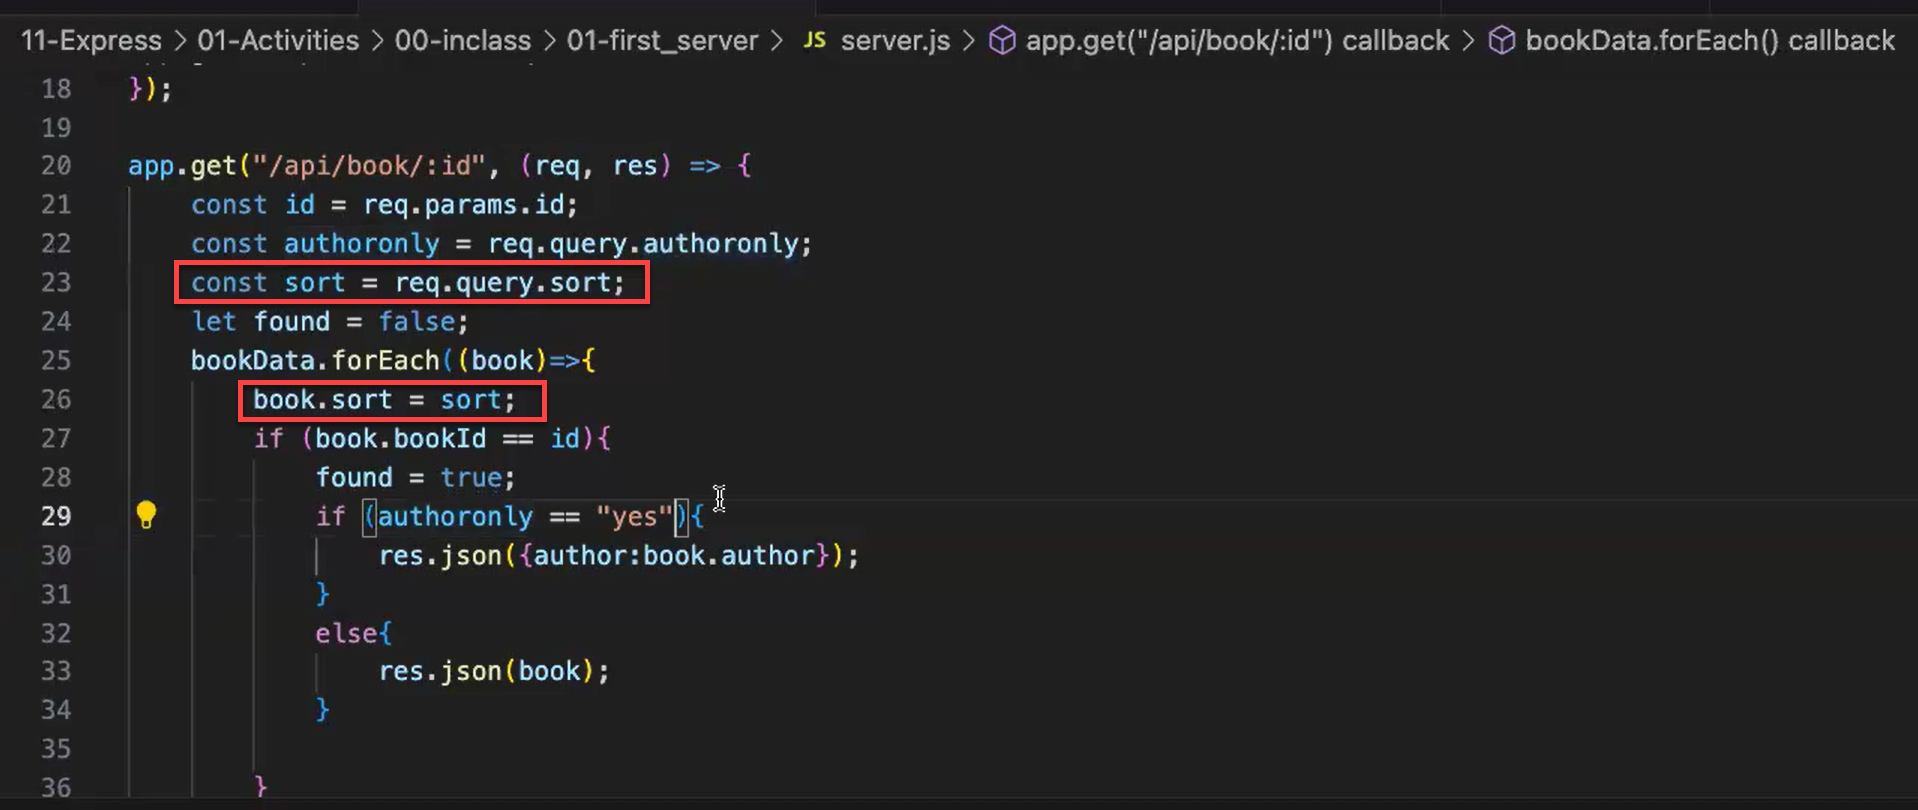 11-Express > 01-Activities > 00-inclass > 01-first_server > JS server.js > app.get("/api/book/:id") callback > bookData.forEach() callback
18 });
19
20 app.get("/api/book/:id", (req, res) => {
21 const id = req.params.id;
22 const authoronly = req.query.authoronly;
23 const sort = req.query.sort;
24 let found = false;
25 bookData.forEach((book)=>{
26 book.sort = sort;
27 if (book.bookId == id){
28 found = true;
29 if (authoronly == "yes"){
30 res.json({author:book.author});
31 }
32 else{
33 res.json(book);
34 }
35
36 }